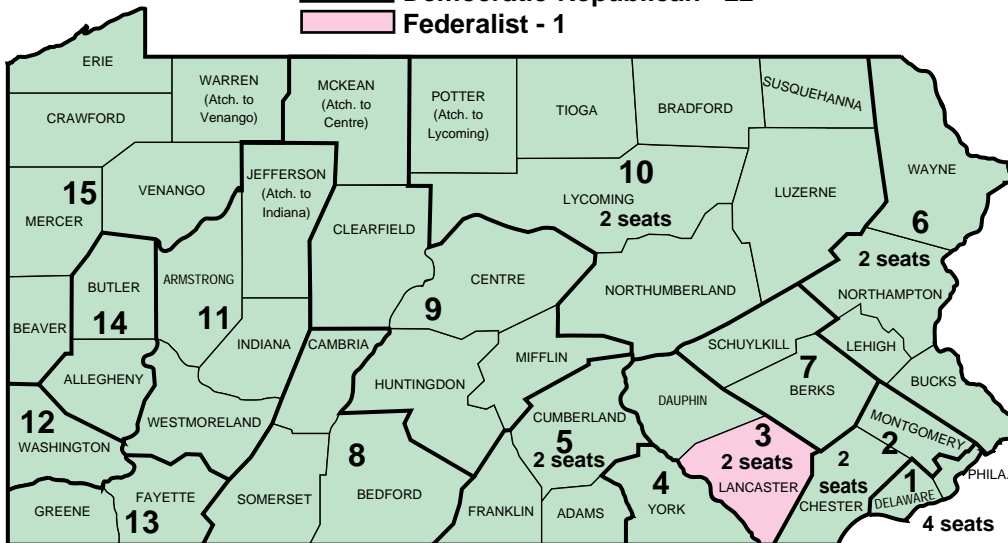 Democratic-Republican - 22
Federalist - 1
ERIE
WARREN
(Atch. to
Venango)
MCKEAN
(Atch. to
Centre)
POTTER
(Atch. to
Lycoming)
TIOGA
BRADFORD
SUSQUEHANNA
CRAWFORD
WAYNE
10
LYCOMING
2 seats
JEFFERSON
(Atch. to
Indiana)
VENANGO
15
MERCER
LUZERNE
CLEARFIELD
6
2 seats
CENTRE
ARMSTRONG
BUTLER
14
11
9
NORTHUMBERLAND
NORTHAMPTON
BEAVER
INDIANA
CAMBRIA
MIFFLIN
SCHUYLKILL
LEHIGH
7
BERKS
ALLEGHENY
HUNTINGDON
BUCKS
DAUPHIN
12
WASHINGTON
WESTMORELAND
CUMBERLAND
5
2 seats
3
2 seats
LANCASTER
MONTGOMERY
2
2
seats
CHESTER
1
DELAWARE
PHILA.
4 seats
8
BEDFORD
4
YORK
GREENE
FAYETTE
13
SOMERSET
FRANKLIN
ADAMS